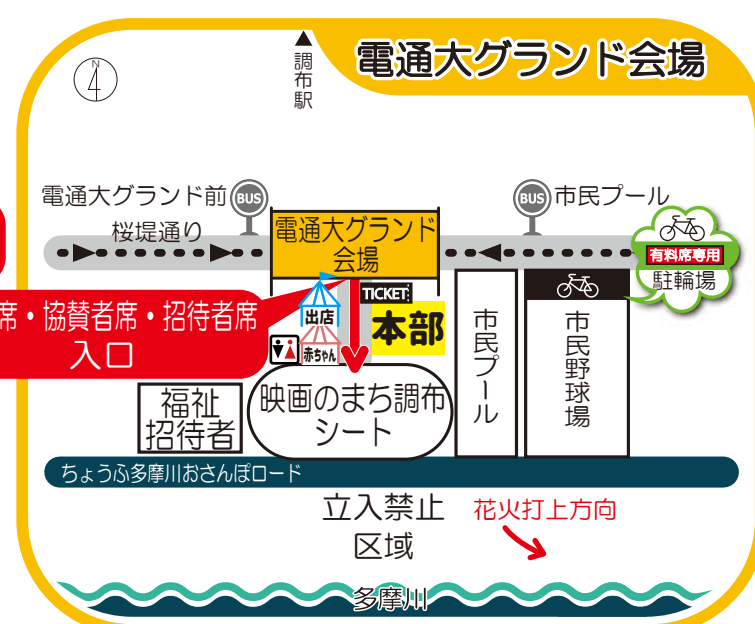 電通大グランド会場
N
▲
調布駅
電通大グランド前
BUS
BUS
市民プール
桜堤通り
電通大グランド
会場
有料席専用
駐輪場
席・協賛者席・招待者席
入口
出店
赤ちゃん
TICKET
本部
市民プール
市民野球場
福祉
招待者
映画のまち調布
シート
ちょうふ多摩川おさんぽロード
立入禁止
区域
花火打上方向
多摩川